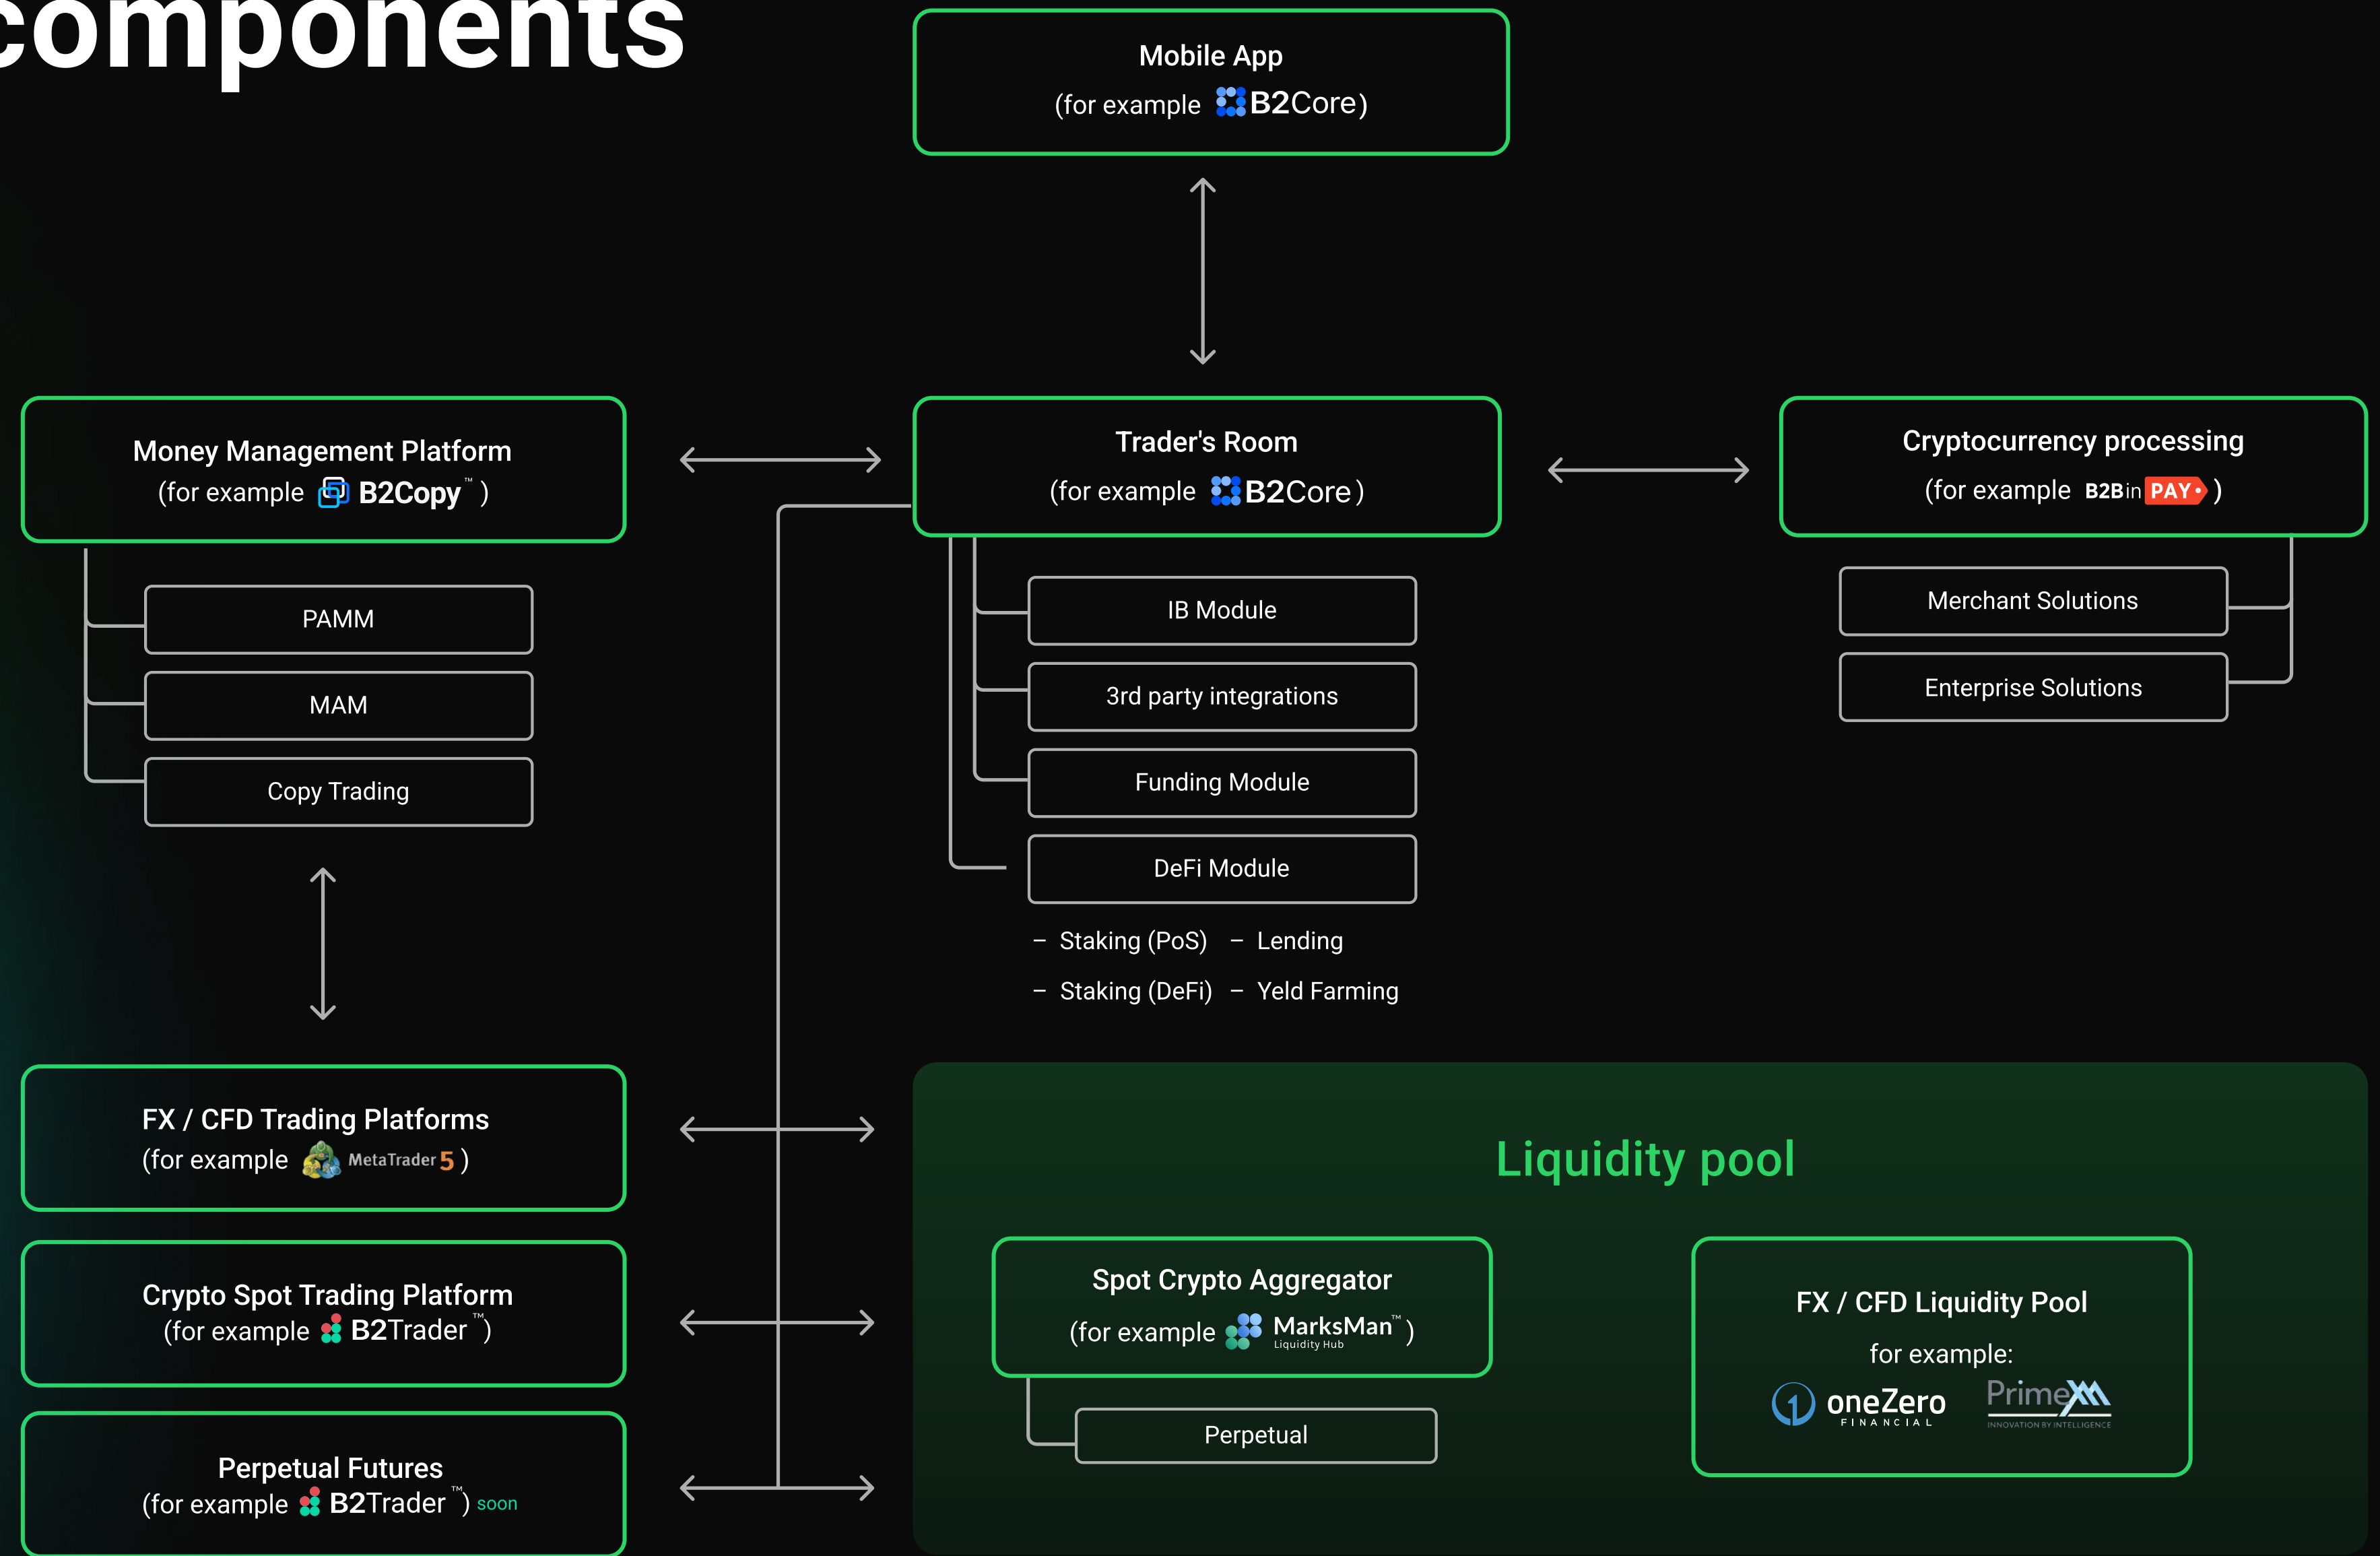 components
Mobile App
(for example B2Core)
Money Management Platform
(for example B2Copy™)
PAMM
MAM
Copy Trading
Trader's Room
(for example B2Core)
IB Module
3rd party integrations
Funding Module
DeFi Module
– Staking (PoS) – Lending
– Staking (DeFi) – Yeld Farming
Cryptocurrency processing
(for example B2BinPAY)
Merchant Solutions
Enterprise Solutions
FX / CFD Trading Platforms
(for example MetaTrader 5)
Crypto Spot Trading Platform
(for example B2Trader™)
Perpetual Futures
(for example B2Trader™) soon
Liquidity pool
Spot Crypto Aggregator
(for example MarksMan™)
Liquidity Hub
Perpetual
FX / CFD Liquidity Pool
for example:
oneZero
FINANCIAL
PrimeXM
INNOVATION BY INTELLIGENCE